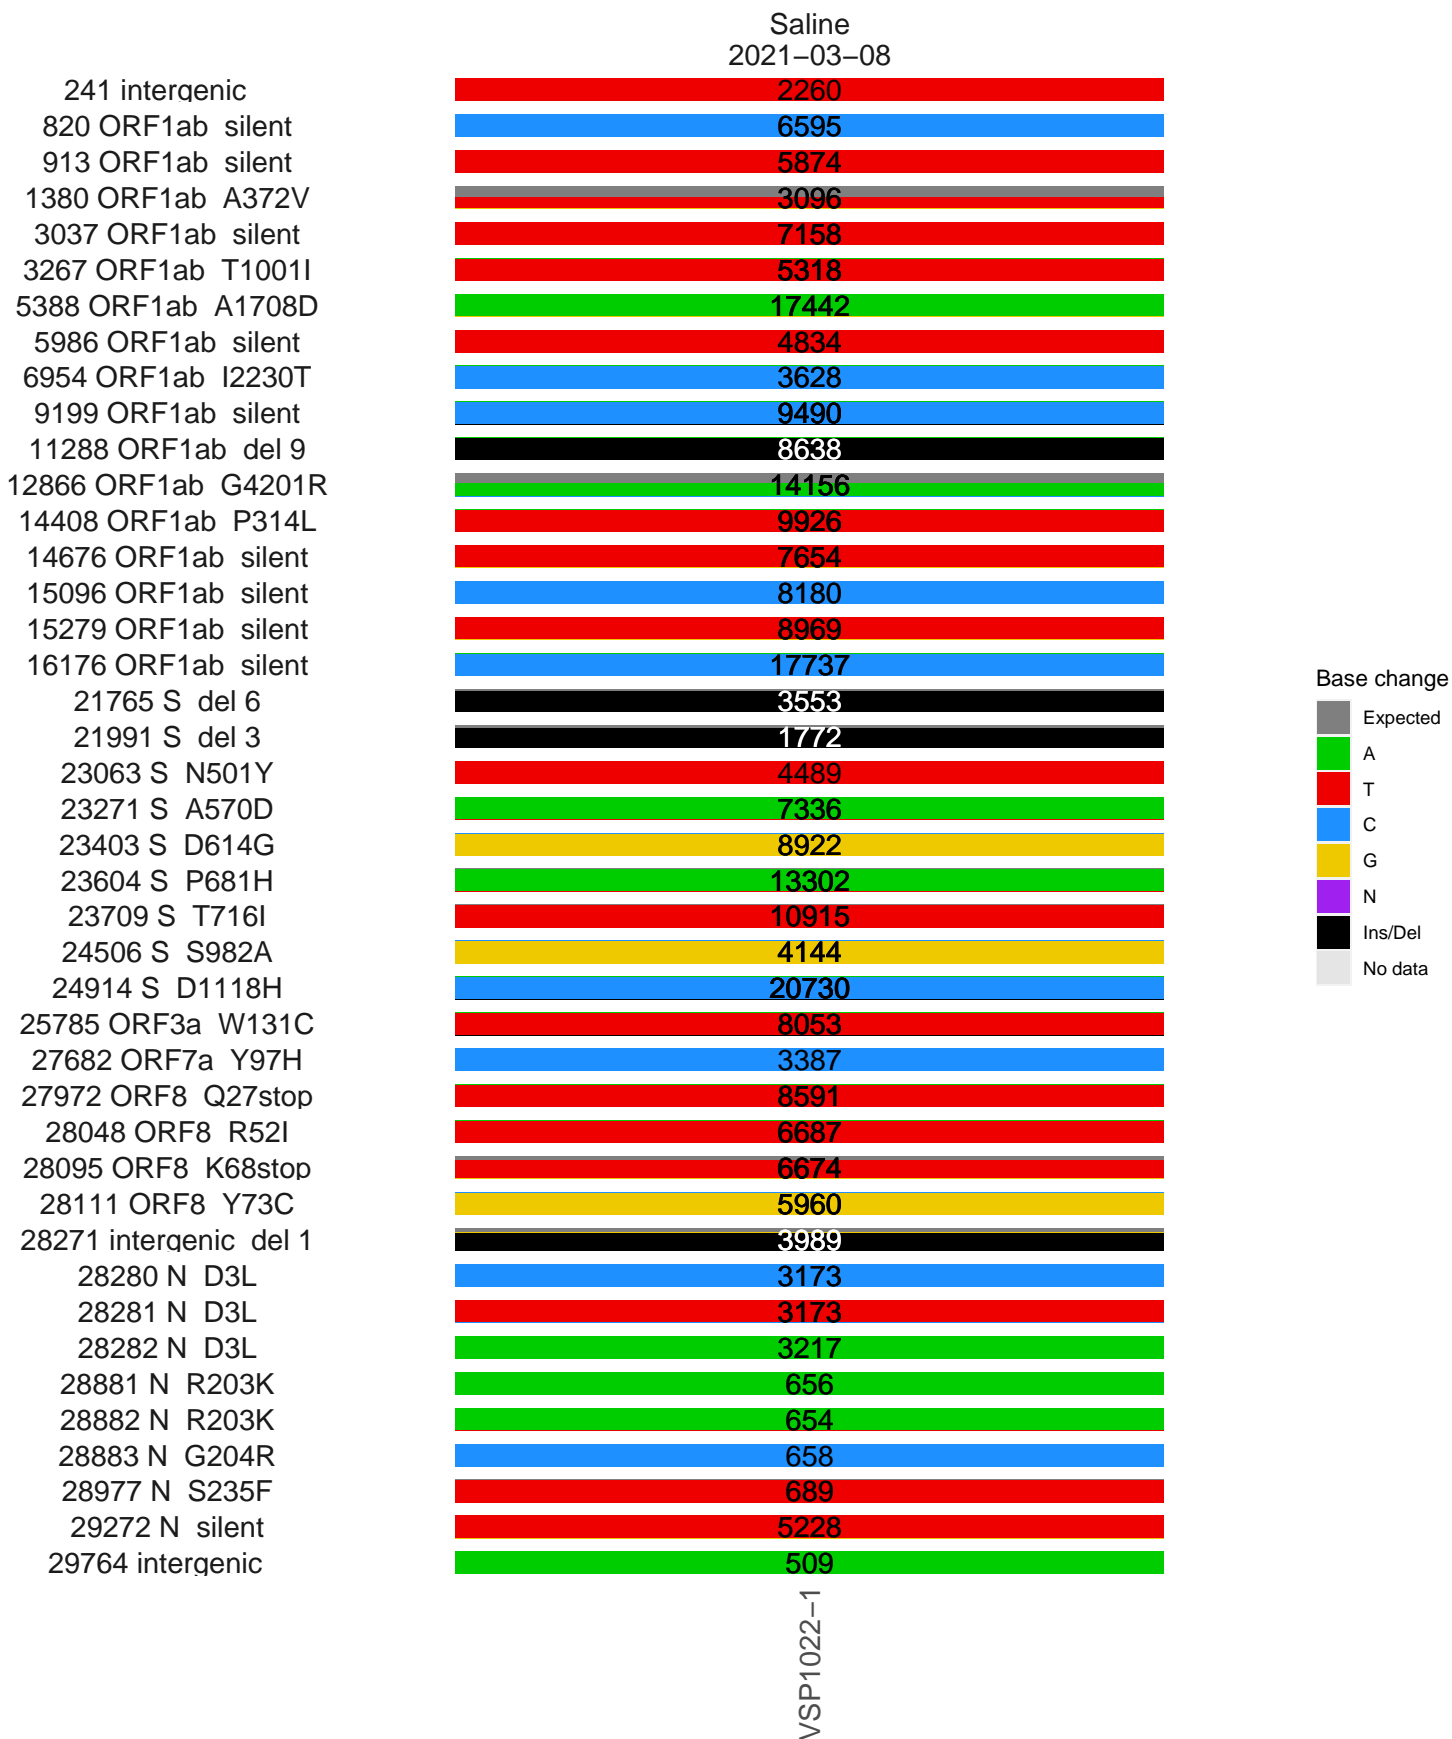 Saline
2021−03−08
241 intergenic 2260
820 ORF1ab silent 6595
913 ORF1ab silent 5874
1380 ORF1ab A372V 3096
3037 ORF1ab silent 7158
3267 ORF1ab T1001I 5318
5388 ORF1ab A1708D 17442
5986 ORF1ab silent 4834
6954 ORF1ab I2230T 3628
9199 ORF1ab silent 9490
11288 ORF1ab del 9 8638
12866 ORF1ab G4201R 14156
14408 ORF1ab P314L 9926
14676 ORF1ab silent 7654
15096 ORF1ab silent 8180
15279 ORF1ab silent 8969
16176 ORF1ab silent 17737
21765 S del 6 3553
21991 S del 3 1772
23063 S N501Y 4489
23271 S A570D 7336
23403 S D614G 8922
23604 S P681H 13302
23709 S T716I 10915
24506 S S982A 4144
24914 S D1118H 20730
25785 ORF3a W131C 8053
27682 ORF7a Y97H 3387
27972 ORF8 Q27stop 8591
28048 ORF8 R52I 6687
28095 ORF8 K68stop 6674
28111 ORF8 Y73C 5960
28271 intergenic del 1 3989
28280 N D3L 3173
28281 N D3L 3173
28282 N D3L 3217
28881 N R203K 656
28882 N R203K 654
28883 N G204R 658
28977 N S235F 689
29272 N silent 5228
29764 intergenic 509
VSP1022−1
Base change
Expected
A
T
C
G
N
Ins/Del
No data